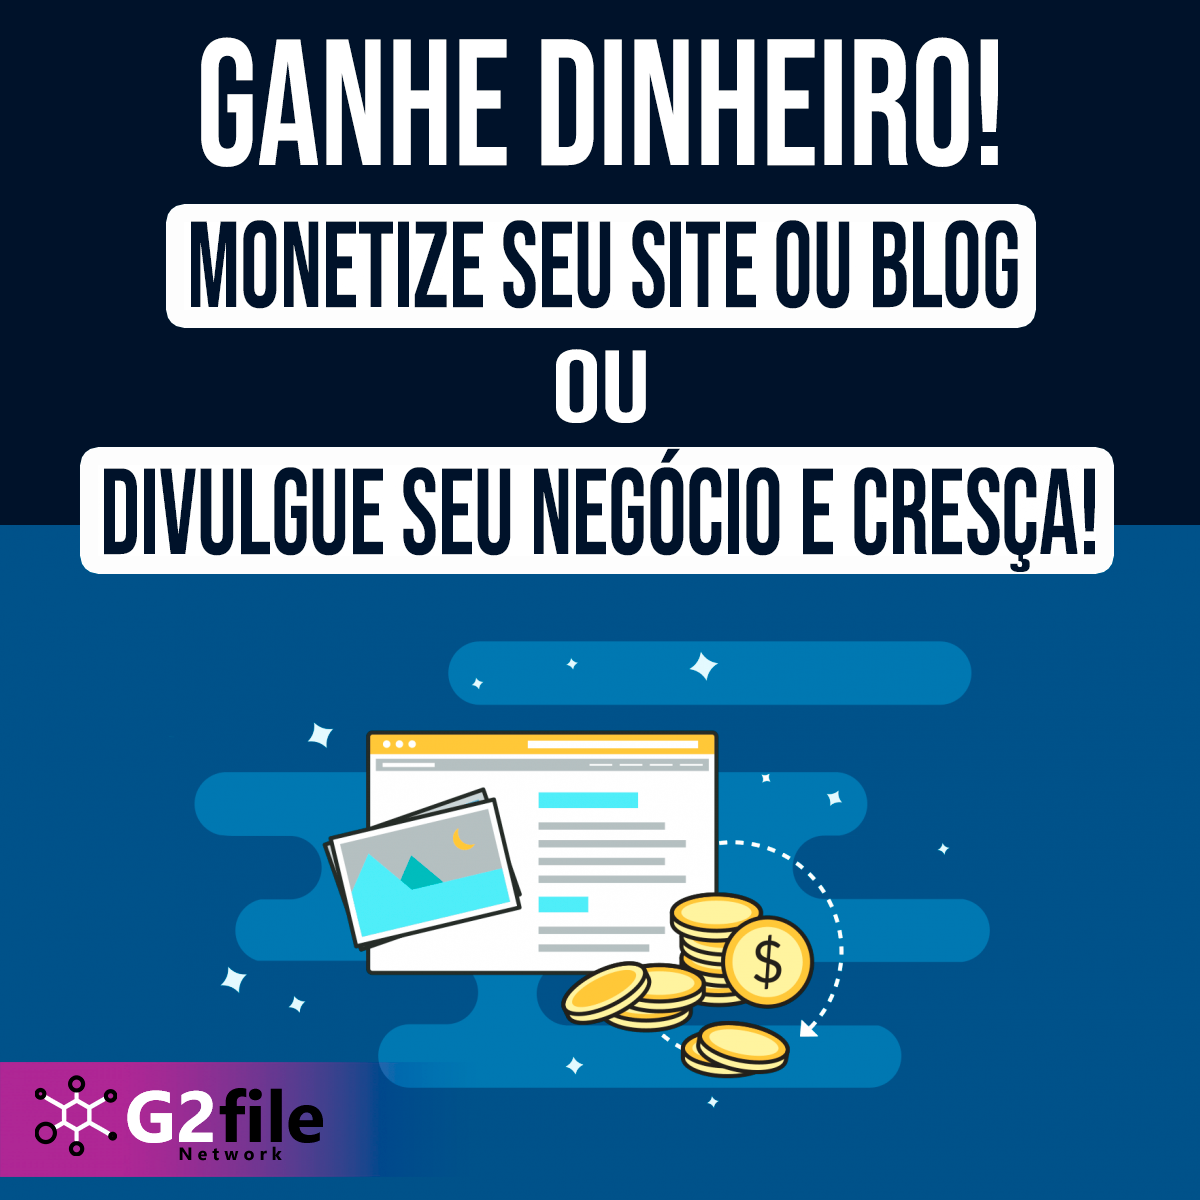 GANHE DINHEIRO!
MONETIZE SEU SITE OU BLOG
OU
DIVULGUE SEU NEGÓCIO E CRESÇA!
$
G2file
Network